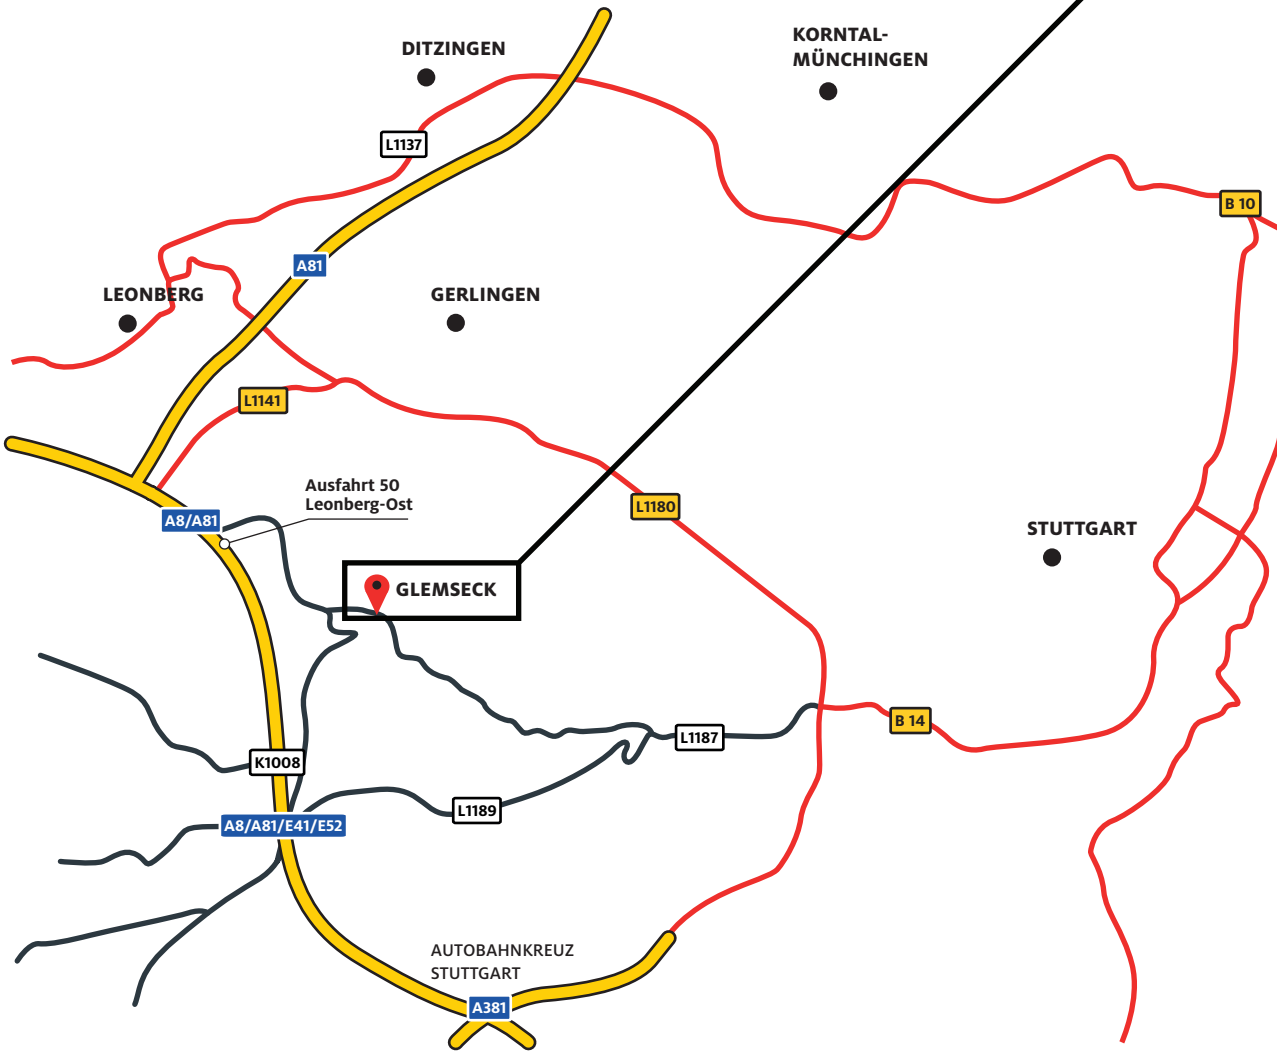 KORNTAL-
MÜNCHINGEN
DITZINGEN
L1137
B 10
A81
LEONBERG
GERLINGEN
L1141
Ausfahrt 50
Leonberg-Ost
L1180
A8/A81
STUTTGART
GLEMSECK
B 14
L1187
K1008
L1189
A8/A81/E41/E52
AUTOBAHNKREUZ
STUTTGART
A381